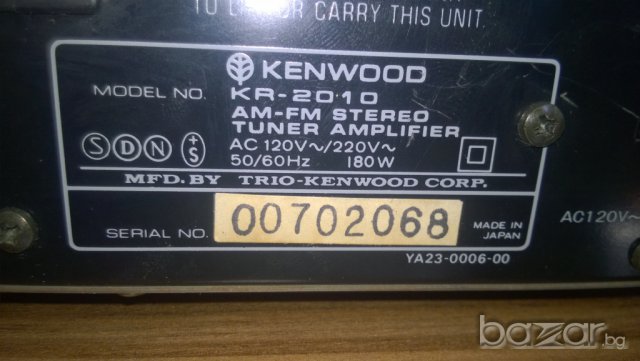 TO CARRY THIS UNIT.
KENWOOD
MODEL NO. KR-2010
AM-FM STEREO
TUNER AMPLIFIER
S D N +S AC 120V~/220V~
50/60Hz 180W
MFD. BY TRIO-KENWOOD CORP.
SERIAL NO. 00702068 MADE IN
JAPAN
AC120V~
YA23-0006-00
bazar.bg